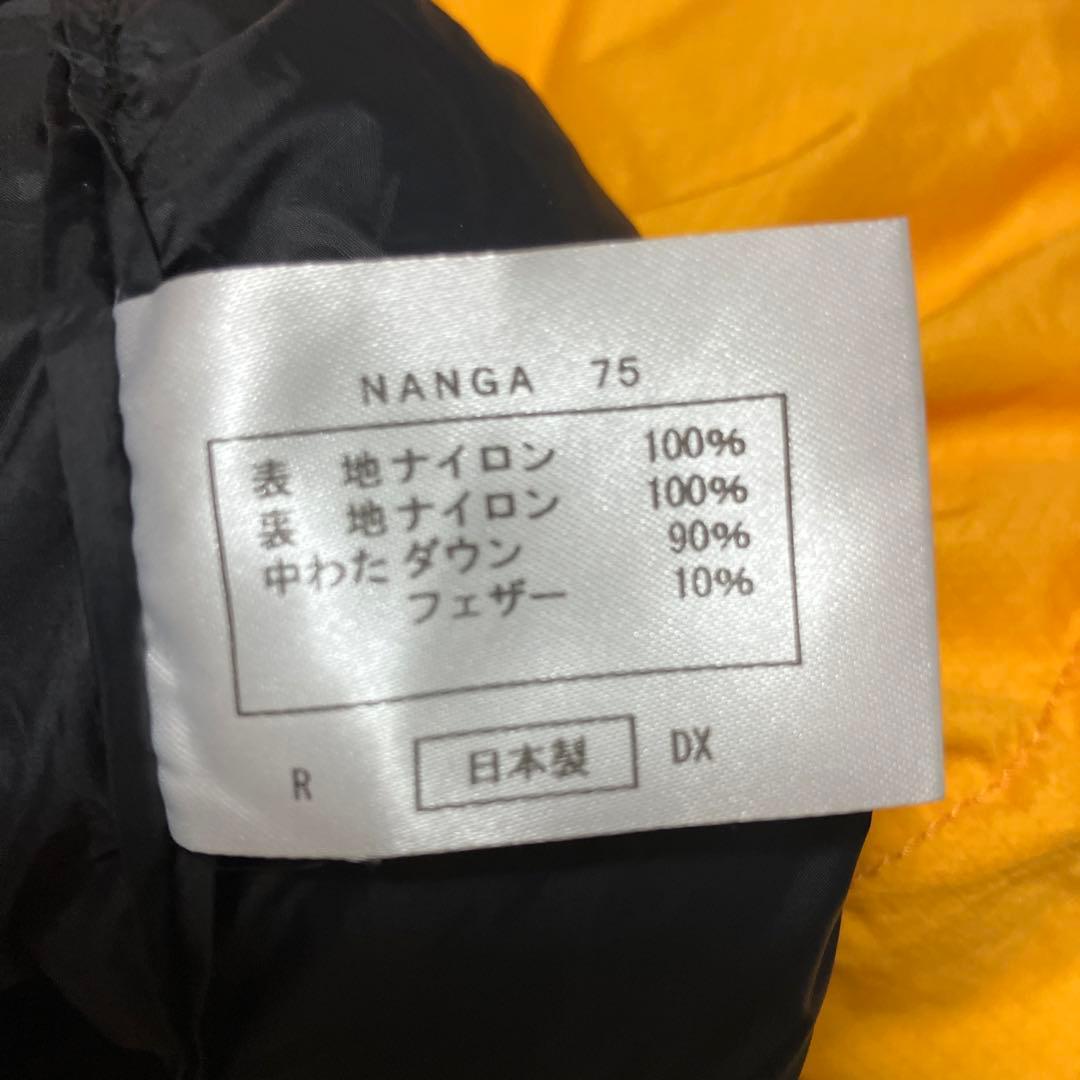 NANGA 75
表 地 ナイロン 100%
裏 地 ナイロン 100%
中わた ダウン 90%
フェザー 10%
R 日本製 DX